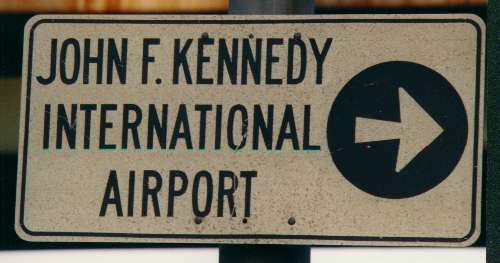 JOHN F. KENNEDY
INTERNATIONAL
AIRPORT